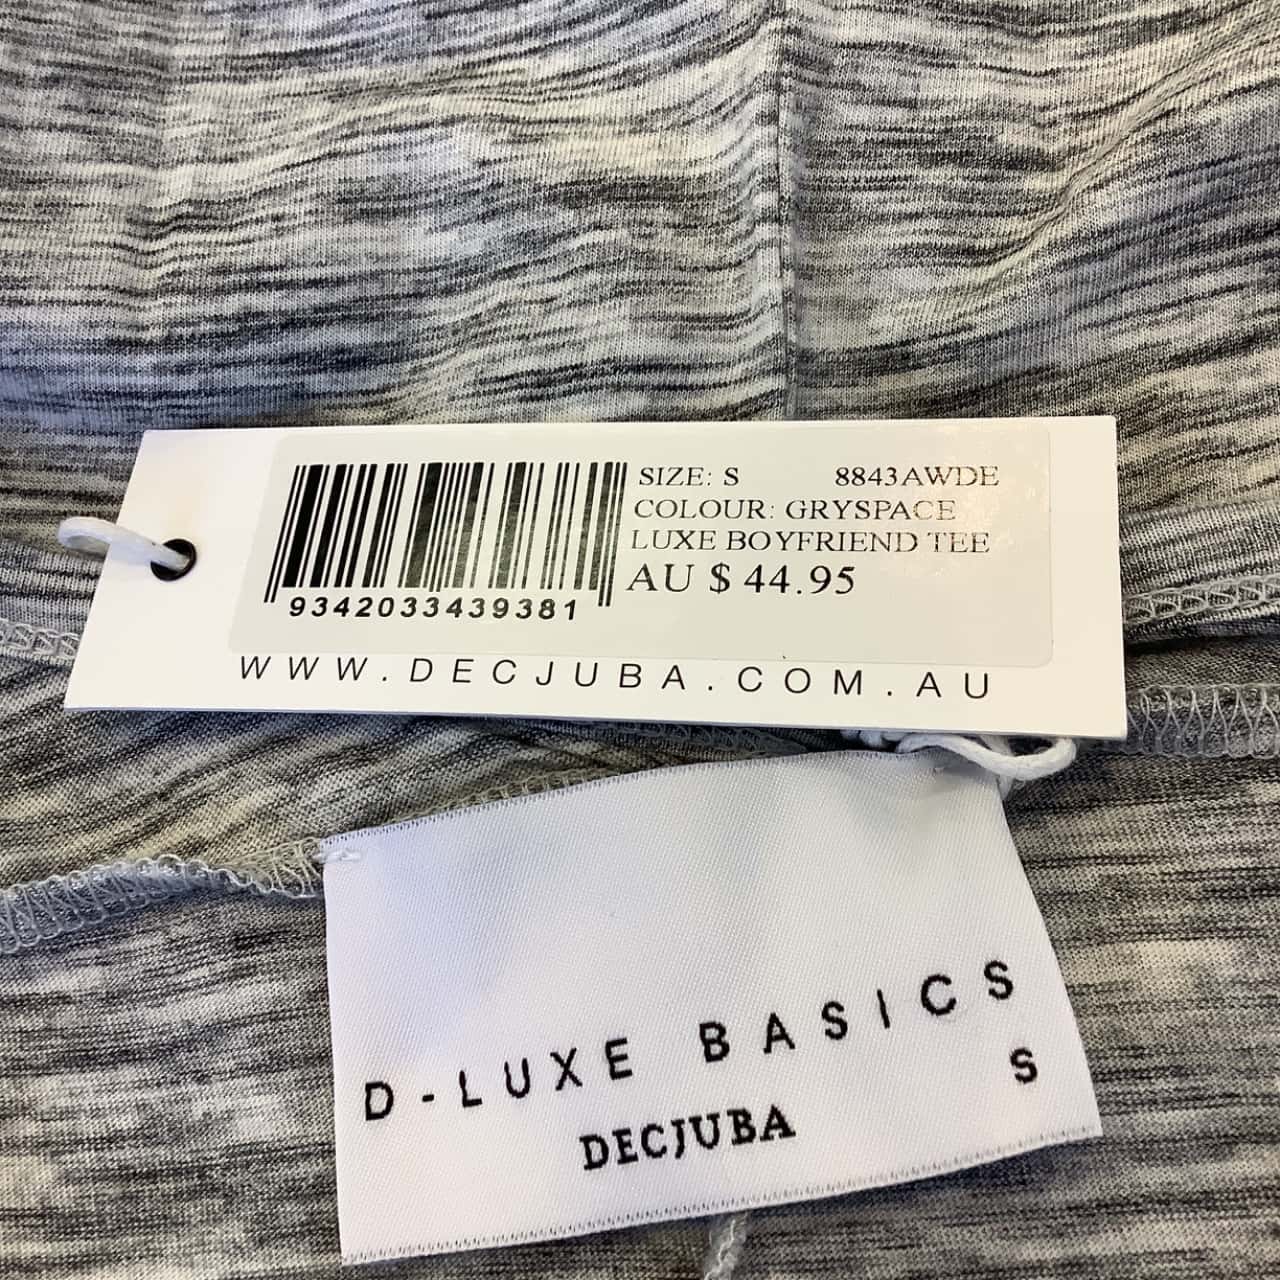 SIZE: S 8843AWDE
COLOUR: GRYSPACE
LUXE BOYFRIEND TEE
AU $ 44.95
9342033439381
WWW.DECJUBA.COM.AU
D-LUXE BASICS
S
DECJUBA